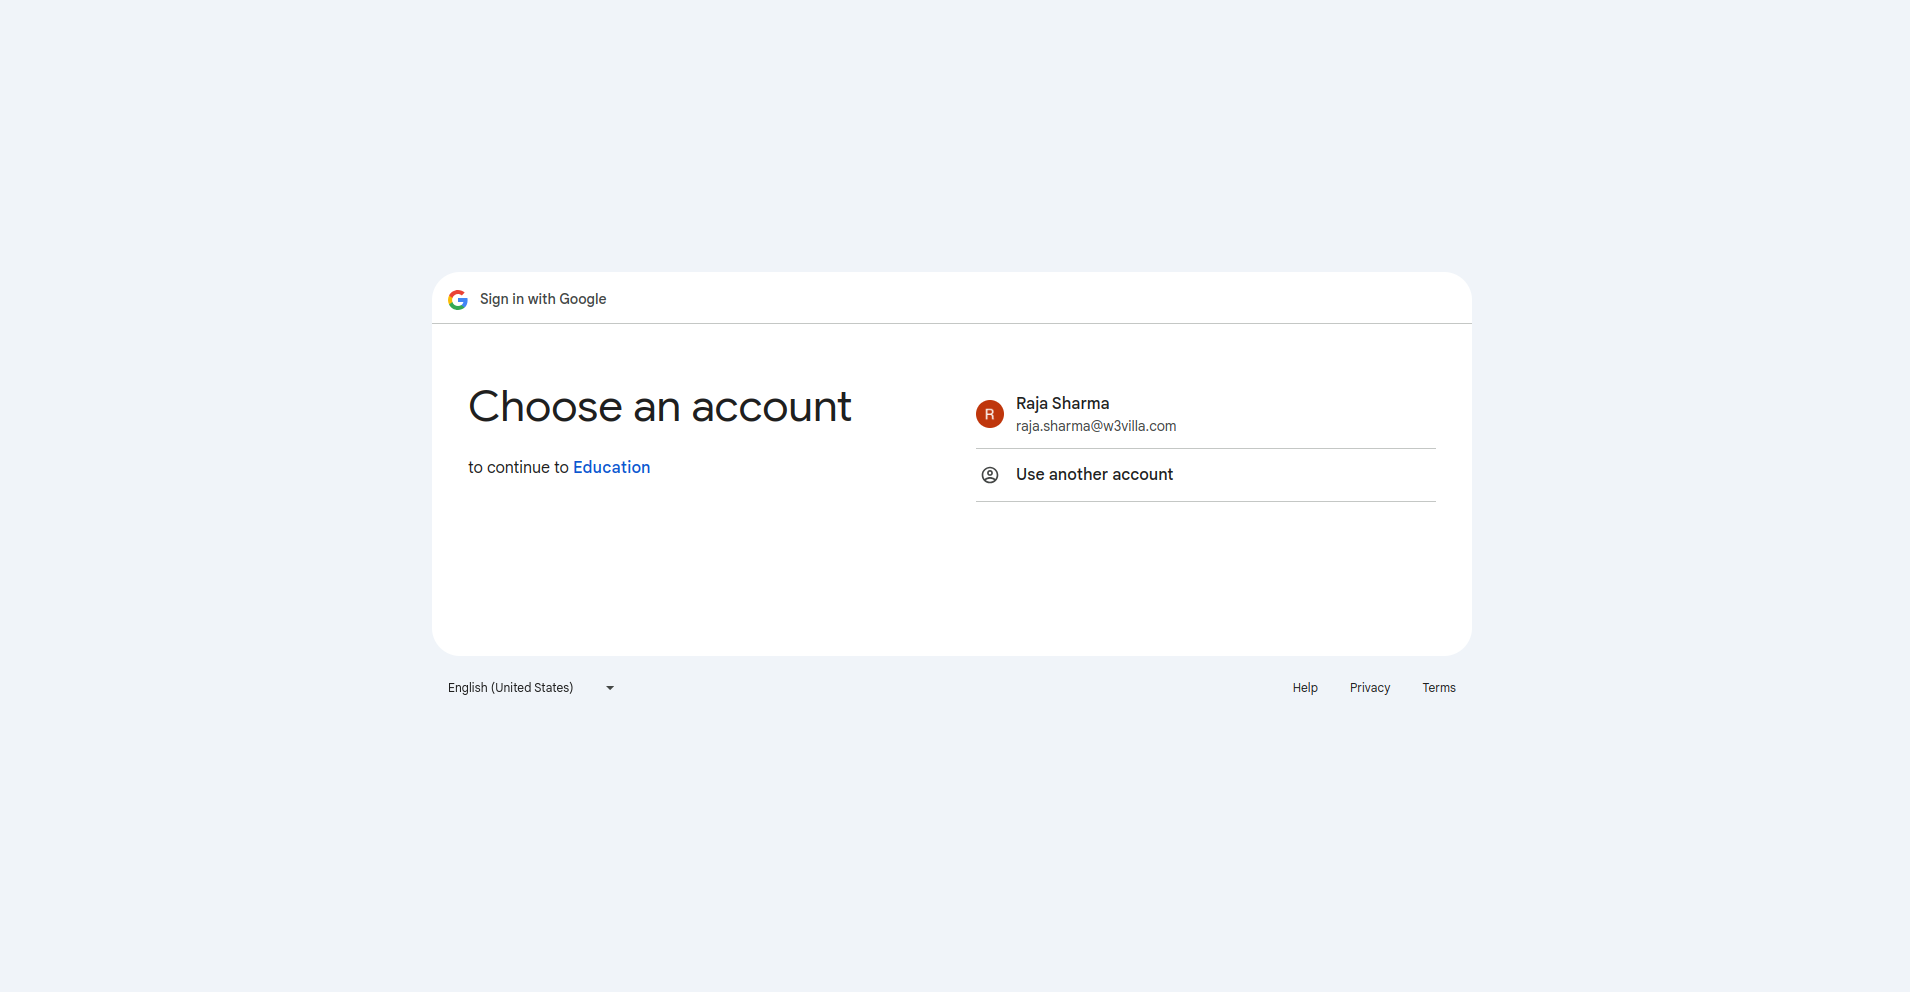 Sign in with Google
Choose an account
to continue to Education
R
Raja Sharma
raja.sharma@w3villa.com
Use another account
English (United States)
Help
Privacy
Terms